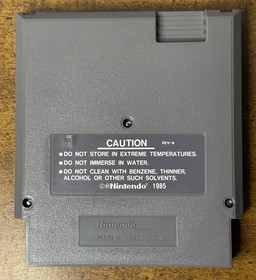 CAUTION REV-A
●DO NOT STORE IN EXTREME TEMPERATURES.
●DO NOT IMMERSE IN WATER.
●DO NOT CLEAN WITH BENZENE, THINNER,
ALCOHOL OR OTHER SUCH SOLVENTS.
©®Nintendo® 1985
Nintendo